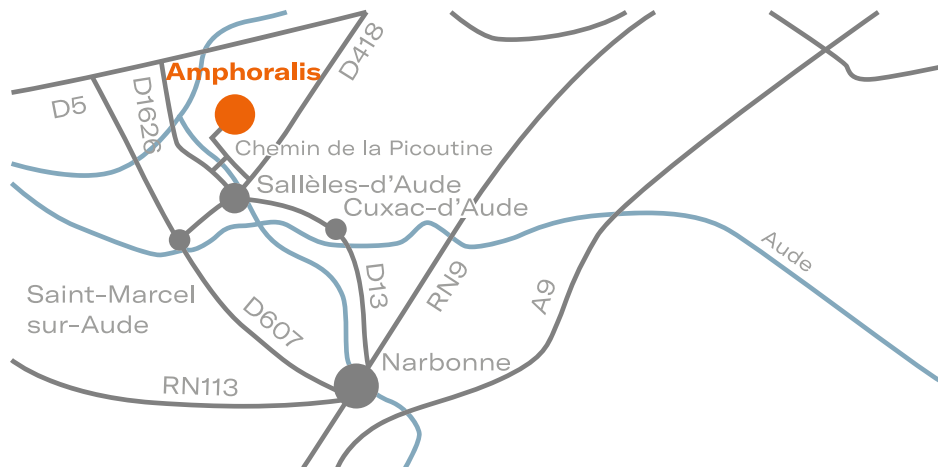 D418
Amphoralis
D5
D1626
Chemin de la Picoutine
Sallèles-d'Aude
Cuxac-d'Aude
Aude
Saint-Marcel
sur-Aude
D13
RN9
A9
D607
Narbonne
RN113